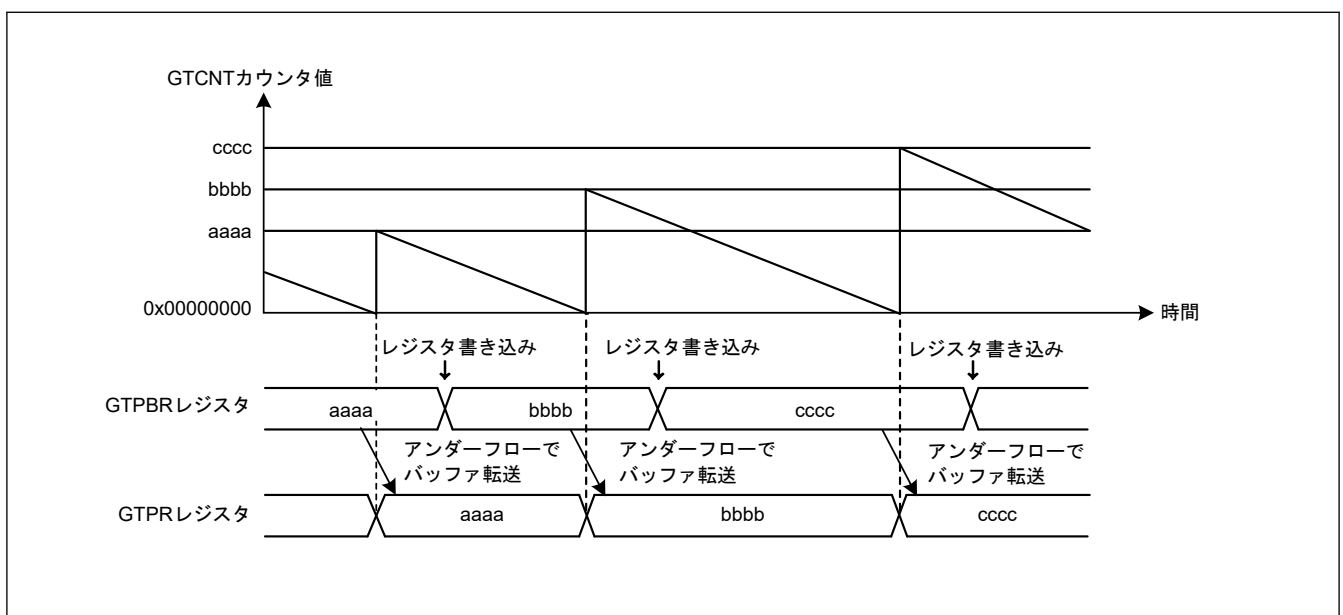 GTCNTカウンタ値
cccc
bbbb
aaaa
0x00000000
時間
レジスタ書き込み
レジスタ書き込み
レジスタ書き込み
GTPBRレジスタ
aaaa
bbbb
cccc
アンダーフローで
バッファ転送
アンダーフローで
バッファ転送
アンダーフローで
バッファ転送
GTPRレジスタ
aaaa
bbbb
cccc